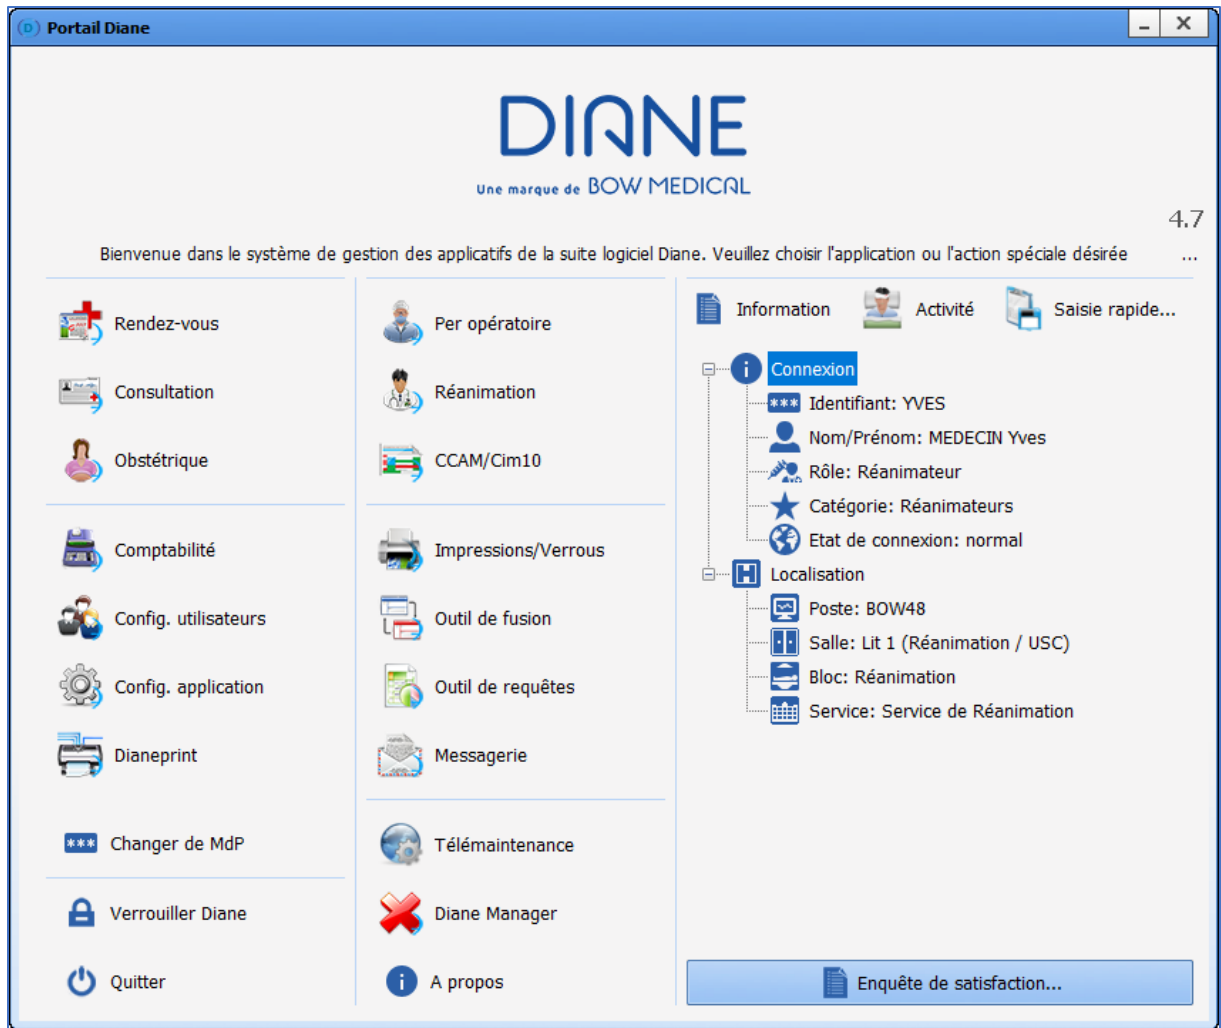 Portail Diane
DIANE
Une marque de BOW MEDICAL
4.7
Bienvenue dans le système de gestion des applicatifs de la suite logiciel Diane. Veuillez choisir l'application ou l'action spéciale désirée ...
Rendez-vous
Consultation
Obstétrique
Comptabilité
Config. utilisateurs
Config. application
Dianeprint
*** Changer de MdP
Verrouiller Diane
Quitter
Per opératoire
Réanimation
CCAM/Cim10
Impressions/Verrous
Outil de fusion
Outil de requêtes
Messagerie
Télémaintenance
Diane Manager
A propos
Information Activité Saisie rapide...
Connexion
*** Identifiant: YVES
Nom/Prénom: MEDECIN Yves
Rôle: Réanimateur
Catégorie: Réanimateurs
Etat de connexion: normal
H Localisation
Poste: BOW48
Salle: Lit 1 (Réanimation / USC)
Bloc: Réanimation
Service: Service de Réanimation
Enquête de satisfaction...